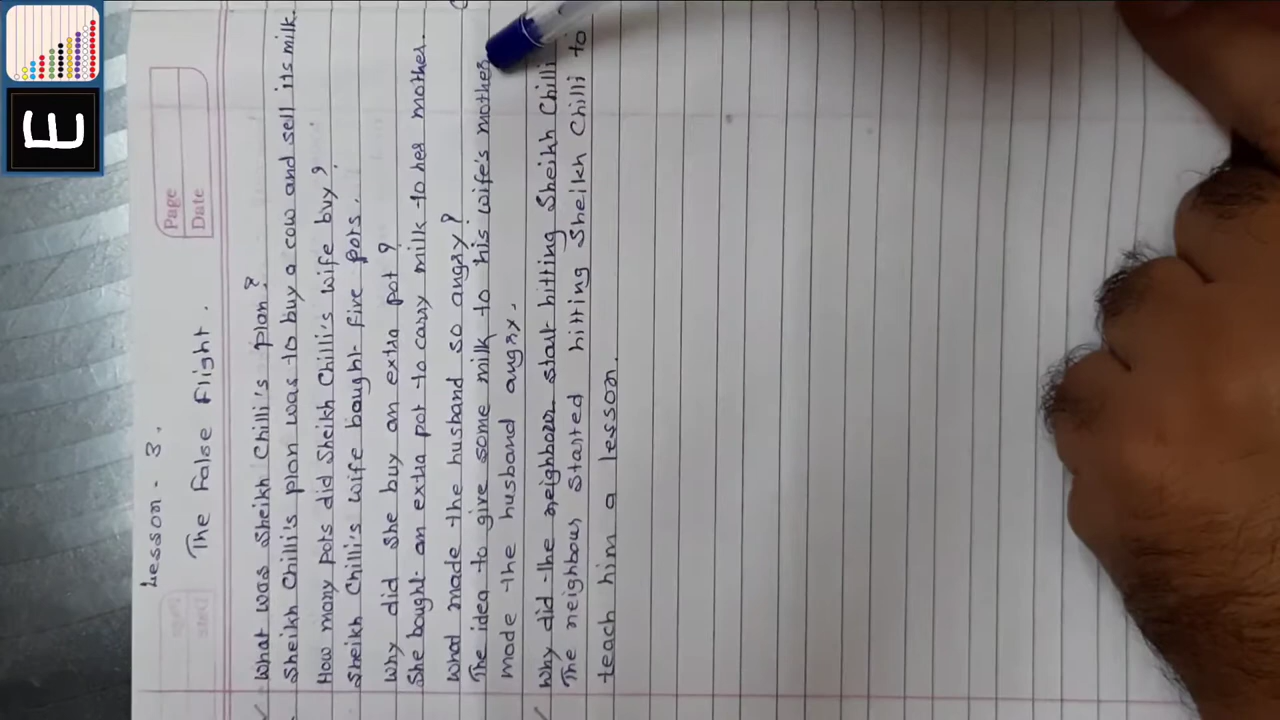 E
Page
Date
Lesson - 3.
The False Flight.
What was Sheikh Chilli's plan?
Sheikh Chilli's plan was to buy a cow and sell its milk.
How many pots did Sheikh Chilli's wife buy?
Sheikh Chilli's wife bought five pots.
Why did she buy an extra pot?
She bought an extra pot to carry milk to her mother.
What made the husband so angry?
The idea to give some milk to his wife's mother
made the husband angry.
Why did the neighbour start hitting Sheikh Chilli
The neighbour started hitting Sheikh Chilli to
teach him a lesson.